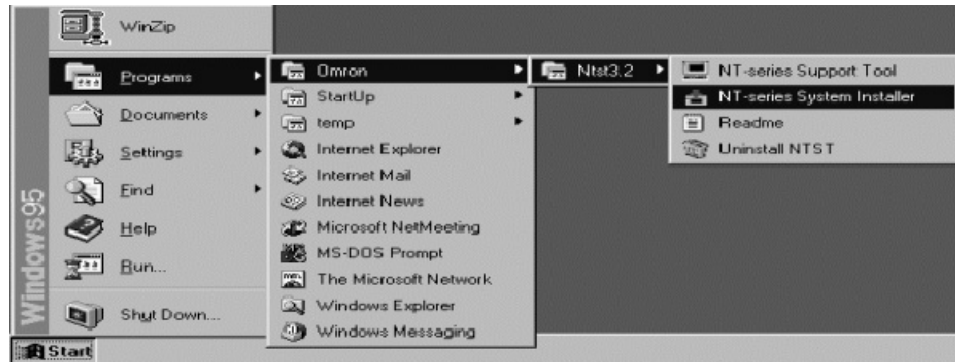 WinZip
Programs
Documents
Settings
Find
Help
Run...
Shut Down...
Windows95
Start
Omron
StartUp
temp
Internet Explorer
Internet Mail
Internet News
Microsoft NetMeeting
MS-DOS Prompt
The Microsoft Network
Windows Explorer
Windows Messaging
Ntst3.2
NT-series Support Tool
NT-series System Installer
Readme
Uninstall NTST